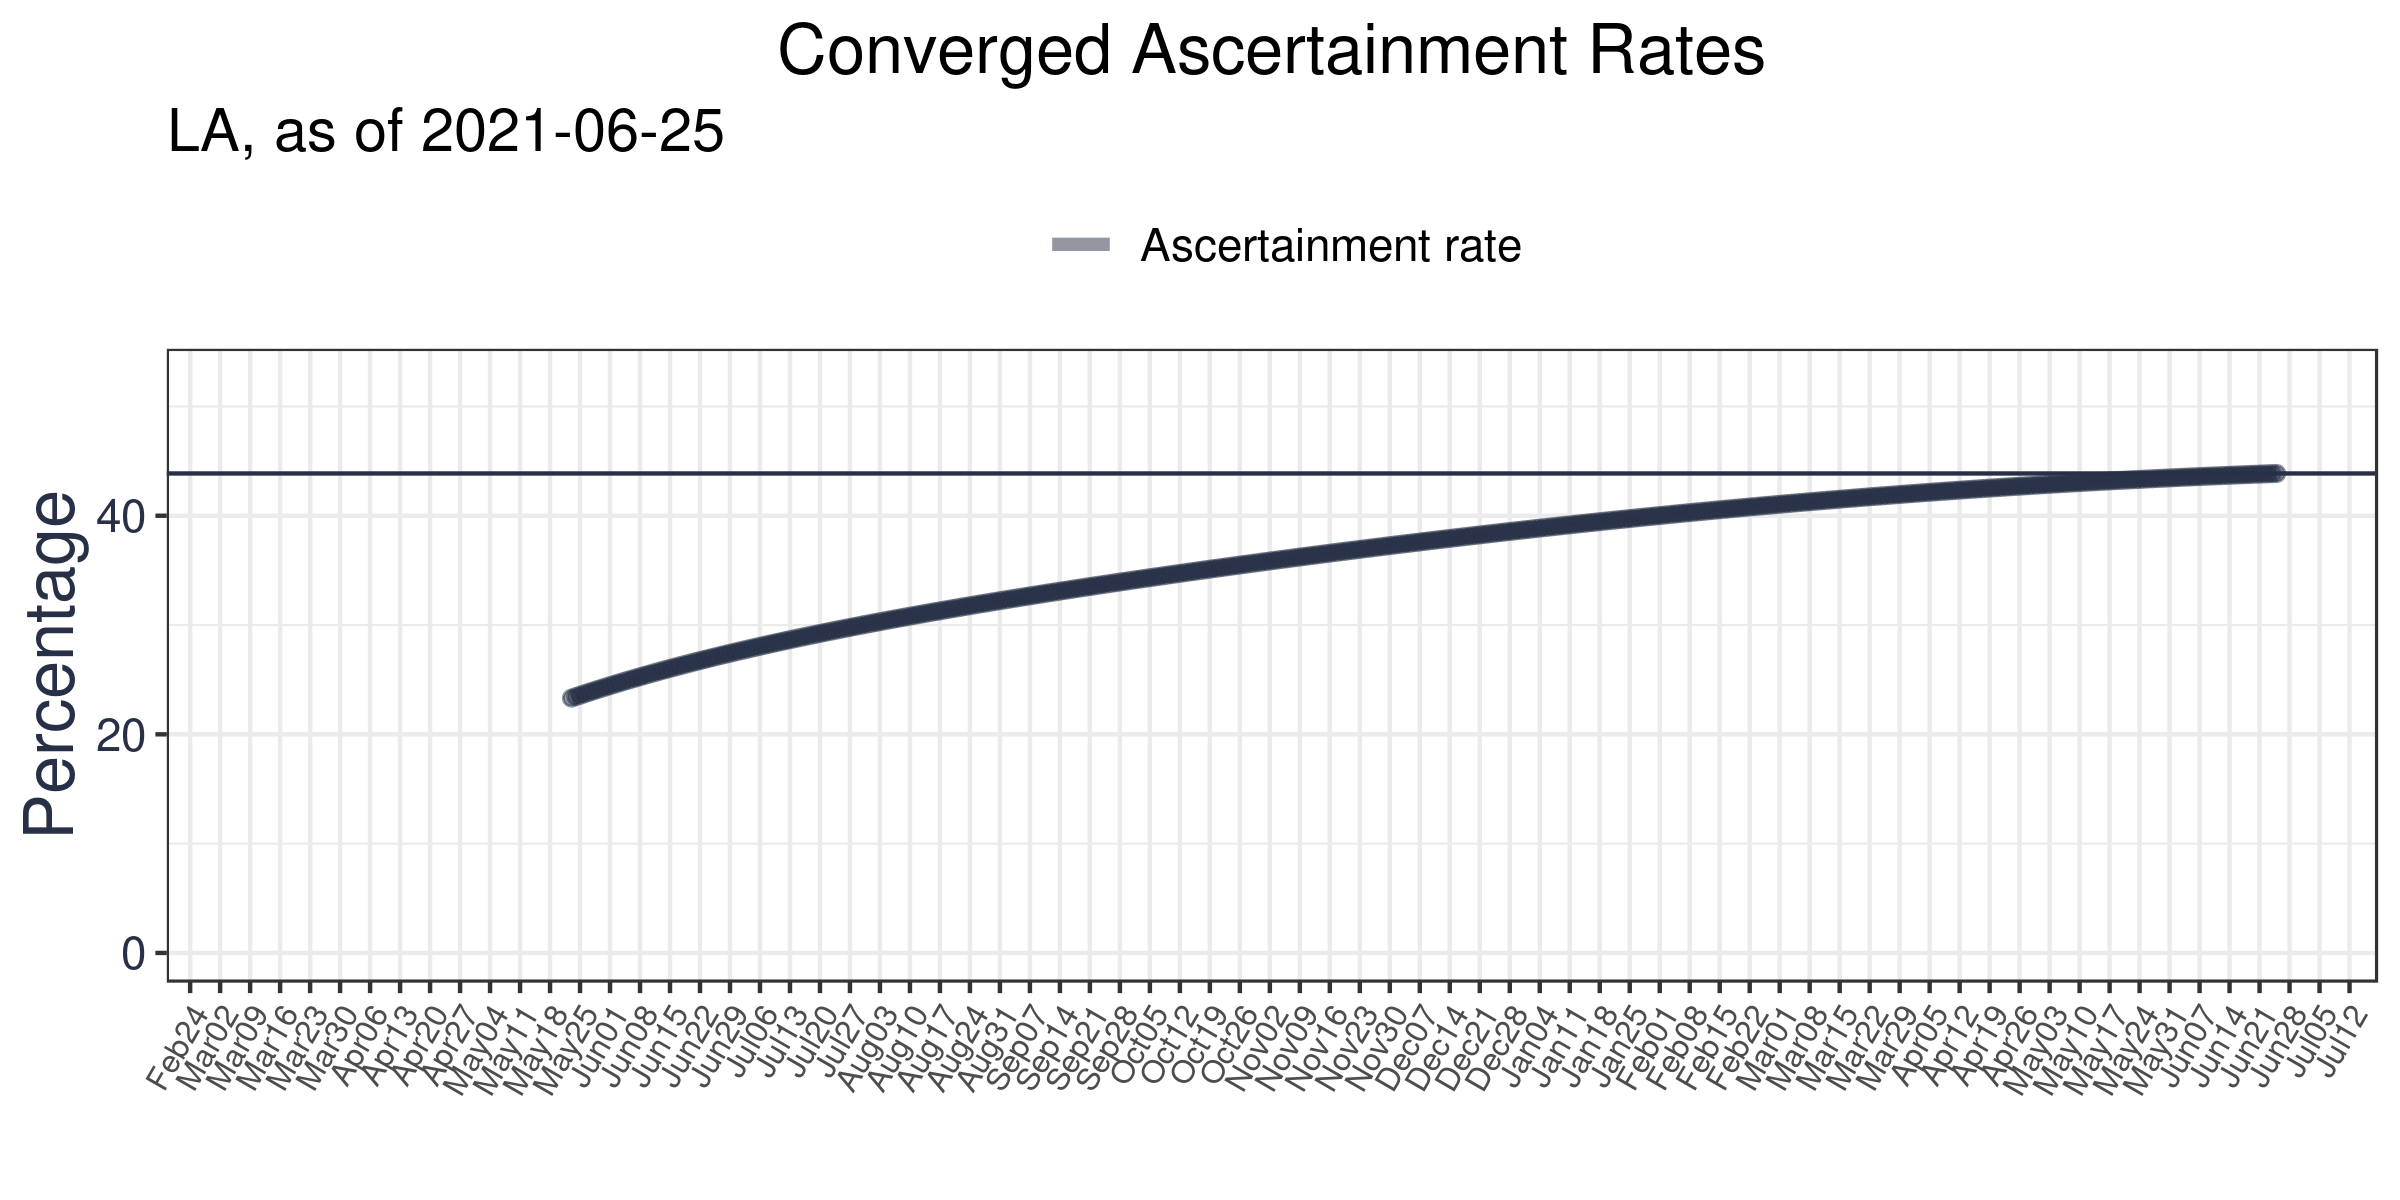 Converged Ascertainment Rates
LA, as of 2021-06-25
Ascertainment rate
Percentage
40
20
0
Feb24 Mar02 Mar09 Mar16 Mar23 Mar30 Apr06 Apr13 Apr20 Apr27 May04 May11 May18 May25 Jun01 Jun08 Jun15 Jun22 Jun29 Jul06 Jul13 Jul20 Jul27 Aug03 Aug10 Aug17 Aug24 Aug31 Sep07 Sep14 Sep21 Sep28 Oct05 Oct12 Oct19 Oct26 Nov02 Nov09 Nov16 Nov23 Nov30 Dec07 Dec14 Dec21 Dec28 Jan04 Jan11 Jan18 Jan25 Feb01 Feb08 Feb15 Feb22 Mar01 Mar08 Mar15 Mar22 Mar29 Apr05 Apr12 Apr19 Apr26 May03 May10 May17 May24 May31 Jun07 Jun14 Jun21 Jun28 Jul05 Jul12